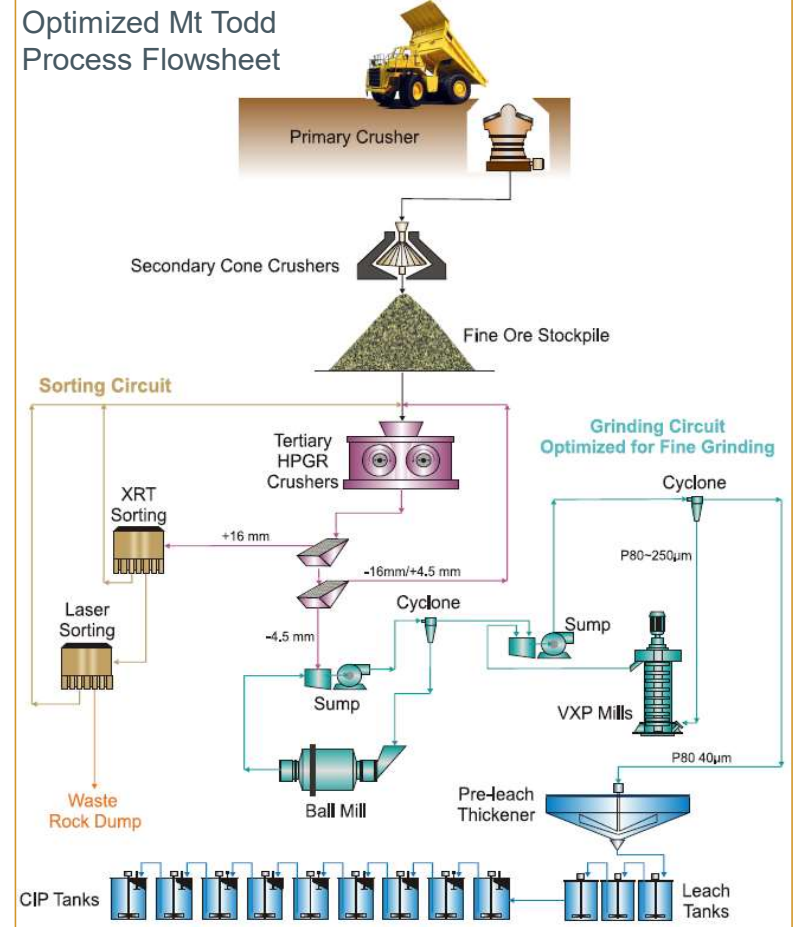 Optimized Mt Todd
Process Flowsheet
Primary Crusher
Secondary Cone Crushers
Fine Ore Stockpile
Sorting Circuit
Grinding Circuit
Optimized for Fine Grinding
Tertiary
HPGR
Crushers
Cyclone
XRT
Sorting
+16 mm
P80~250µm
-16mm/+4.5 mm
Laser
Sorting
Cyclone
-4.5 mm
Sump
Sump
VXP Mills
P80 40µm
Waste
Rock Dump
Ball Mill
Pre-leach
Thickener
CIP Tanks
Leach
Tanks